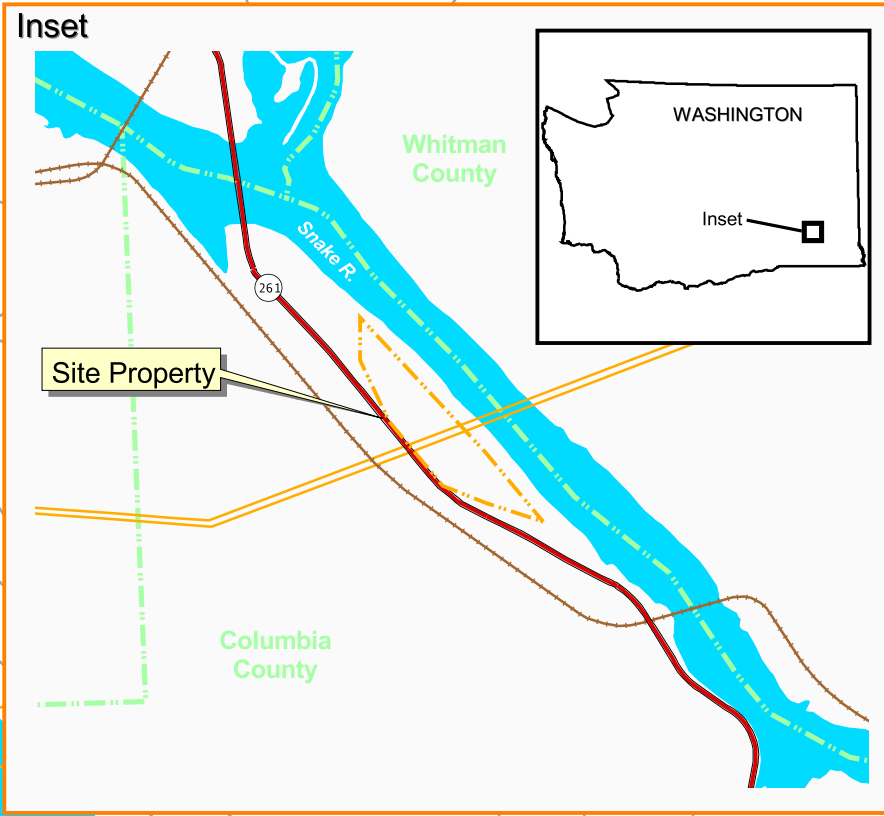 Inset
WASHINGTON
Inset
Whitman
County
Snake R.
261
Site Property
Columbia
County